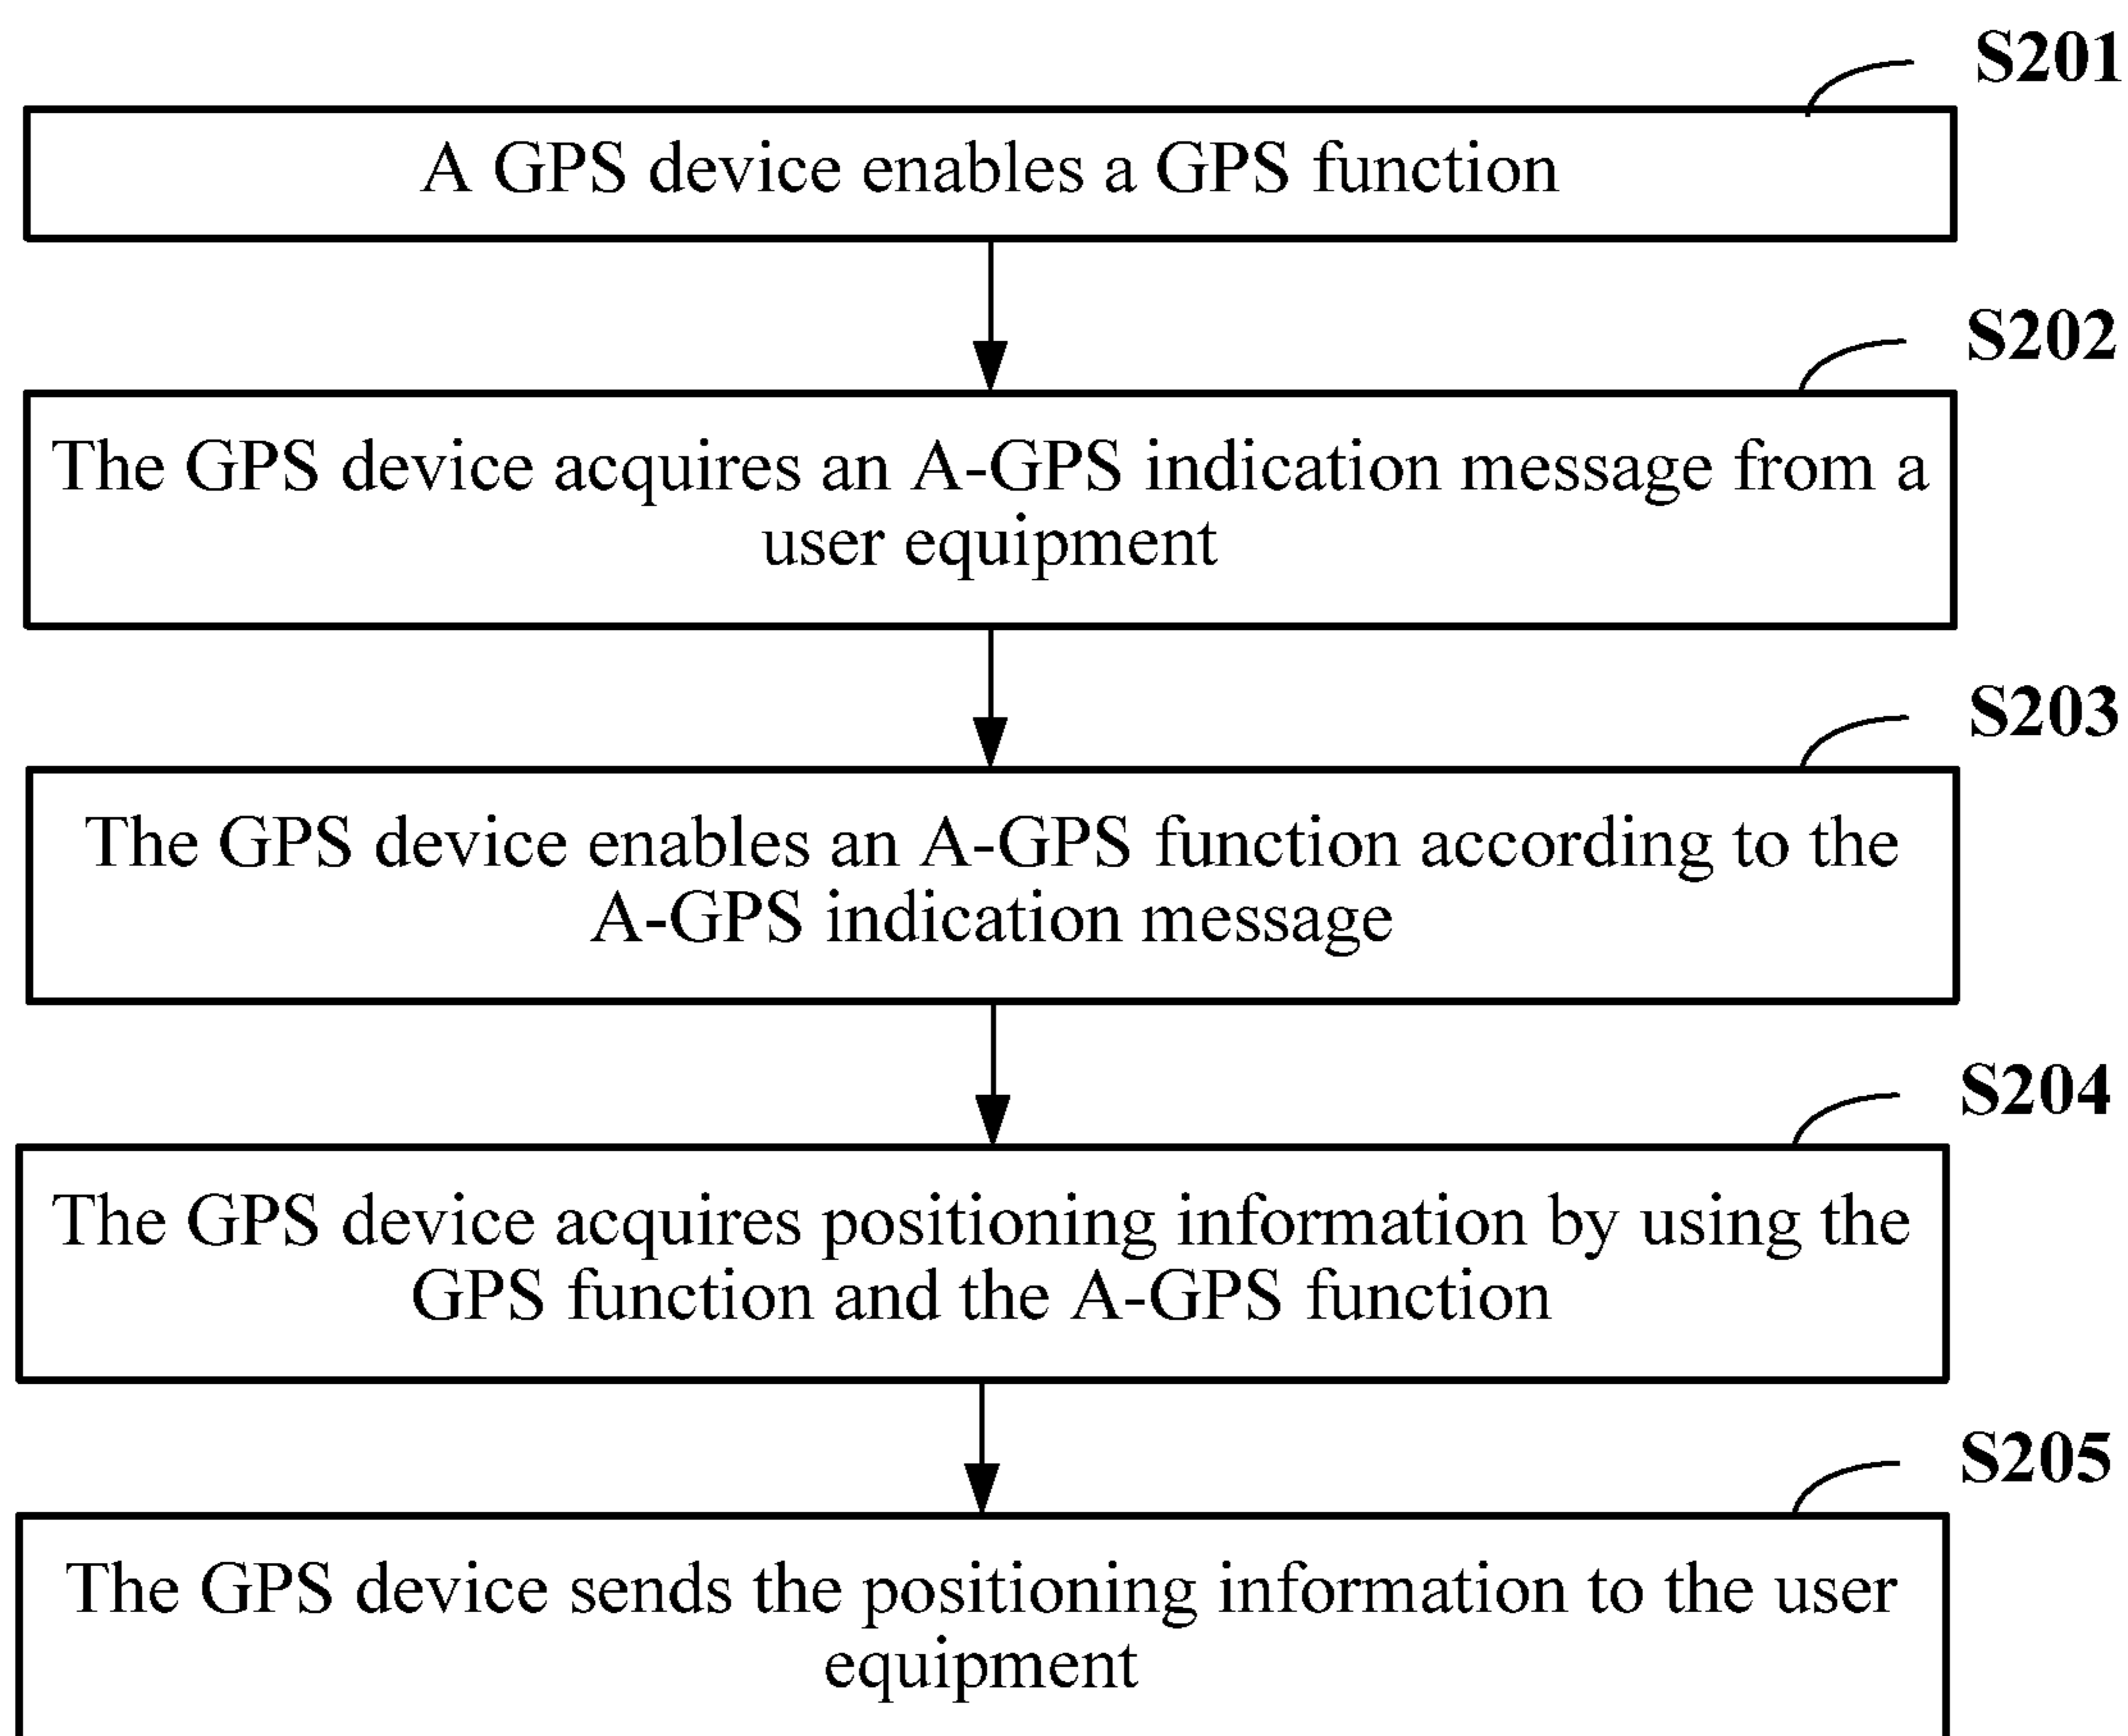 S201
A GPS device enables a GPS function
S202
The GPS device acquires an A-GPS indication message from a
user equipment
S203
The GPS device enables an A-GPS function according to the
A-GPS indication message
S204
The GPS device acquires positioning information by using the
GPS function and the A-GPS function
S205
The GPS device sends the positioning information to the user
equipment